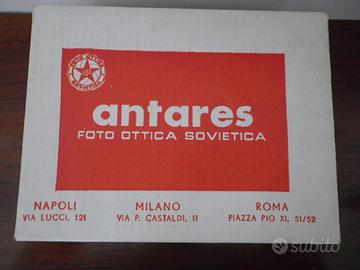 antares
FOTO OTTICA SOVIETICA
NAPOLI
VIA LUCCI, 121
MILANO
VIA P. CASTALDI, 11
ROMA
PIAZZA PIO XI, 51/52
subito